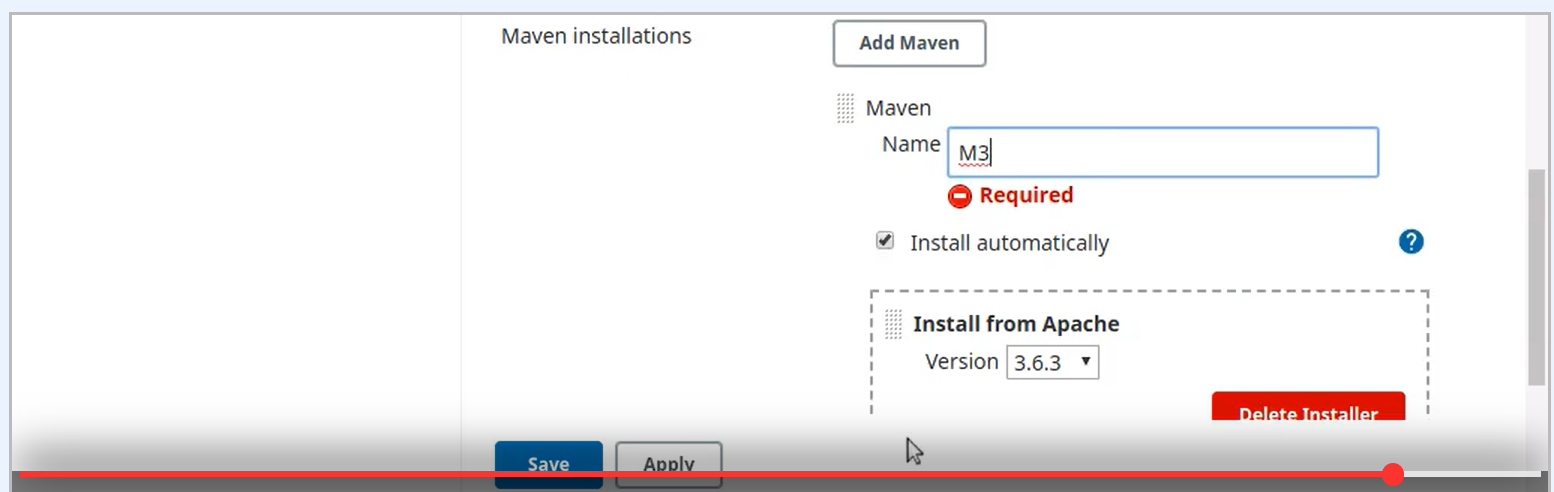 Maven installations
Add Maven
Maven
Name M3
Required
Install automatically
?
Install from Apache
Version 3.6.3
Delete Installer
Save Apply